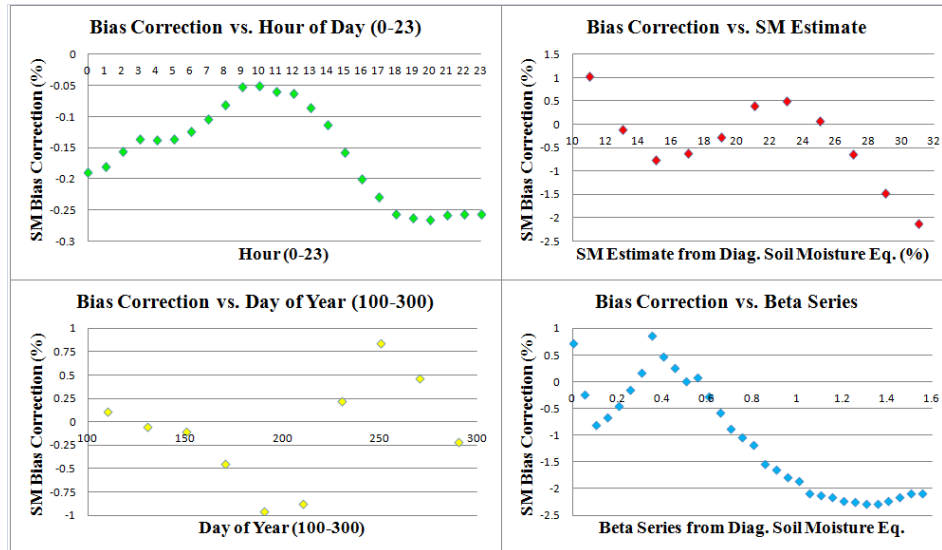 Bias Correction vs. Hour of Day (0-23)
SM Bias Correction (%)
0
-0.05
-0.1
-0.15
-0.2
-0.25
-0.3
0 1 2 3 4 5 6 7 8 9 10 11 12 13 14 15 16 17 18 19 20 21 22 23
Hour (0-23)
Bias Correction vs. SM Estimate
SM Bias Correction (%)
1.5
1
0.5
0
-0.5
-1
-1.5
-2
-2.5
10 12 14 16 18 20 22 24 26 28 30 32
SM Estimate from Diag. Soil Moisture Eq. (%)
Bias Correction vs. Day of Year (100-300)
SM Bias Correction (%)
1
0.75
0.5
0.25
0
-0.25
-0.5
-0.75
-1
100 150 200 250 300
Day of Year (100-300)
Bias Correction vs. Beta Series
SM Bias Correction (%)
1
0.5
0
-0.5
-1
-1.5
-2
-2.5
0 0.2 0.4 0.6 0.8 1 1.2 1.4 1.6
Beta Series from Diag. Soil Moisture Eq.